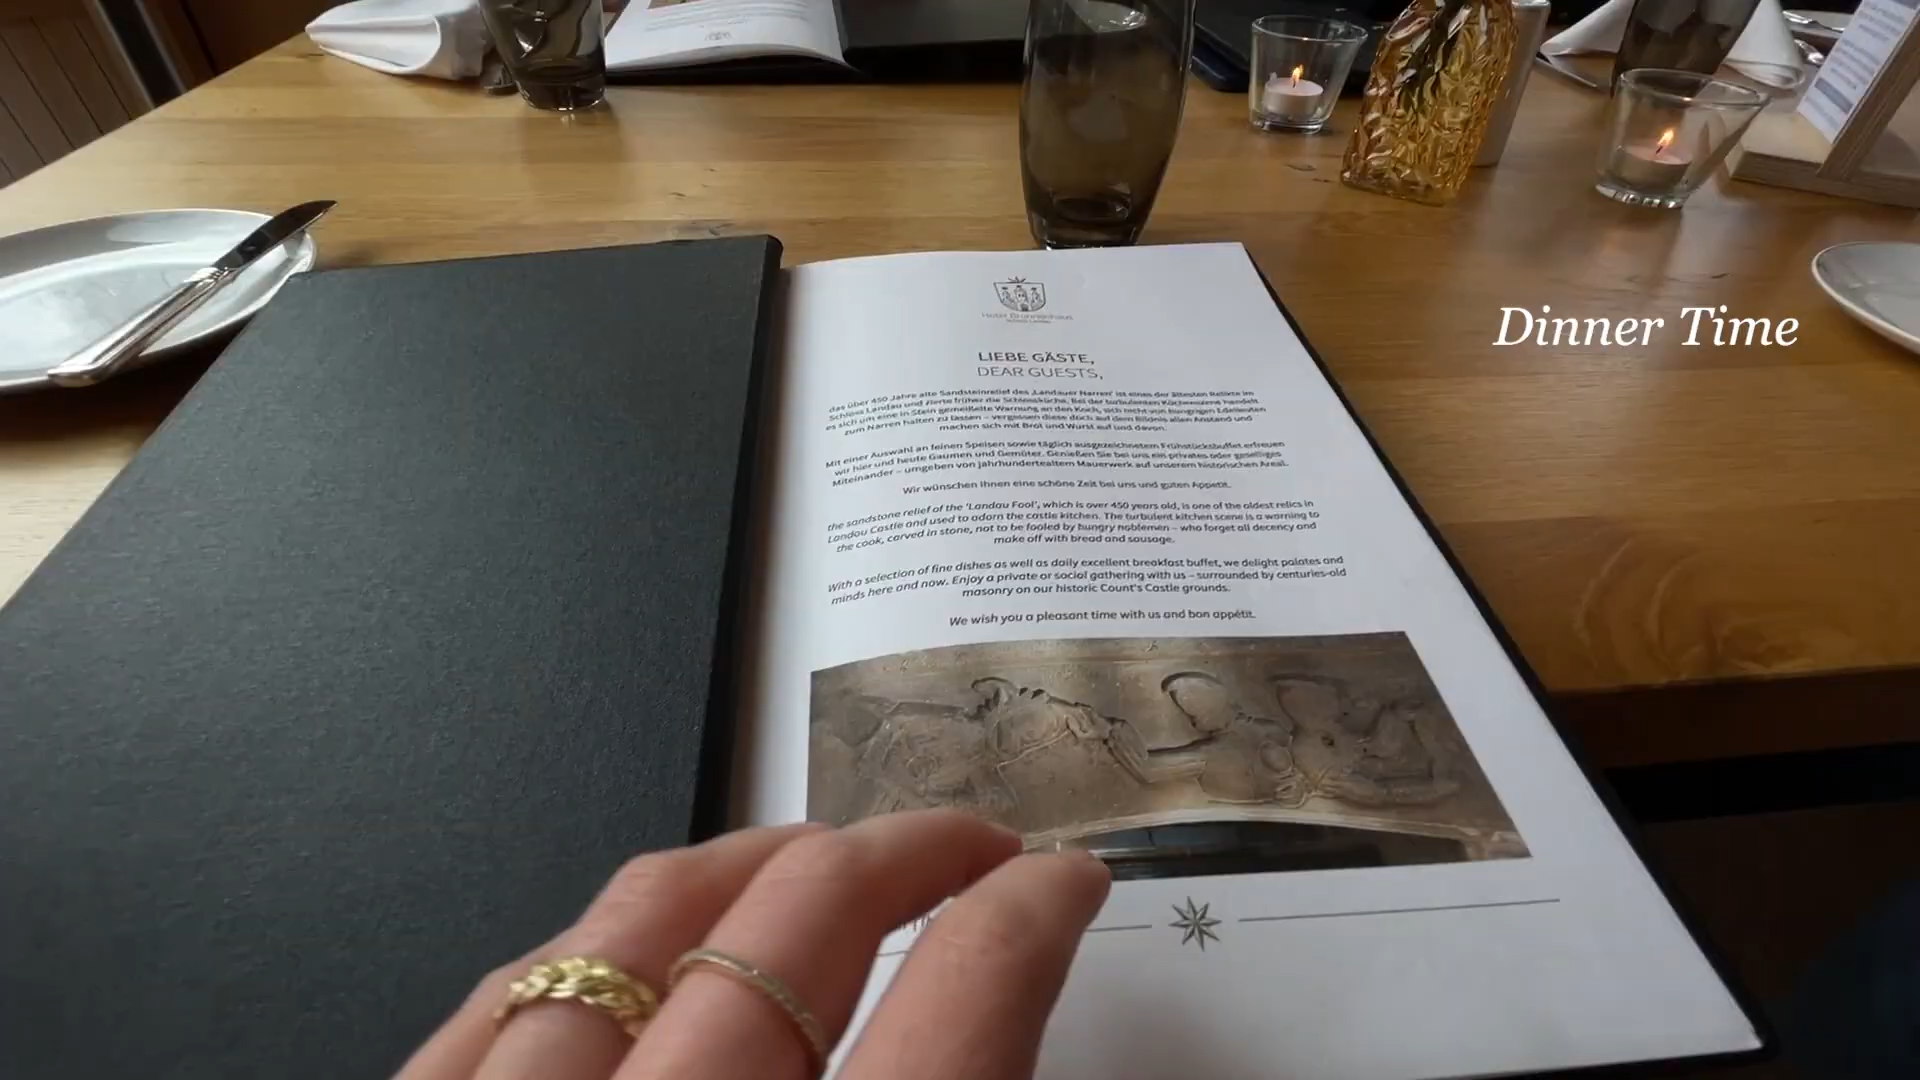 Hotel Brunnenhaus
Schloss Landau
LIEBE GÄSTE,
DEAR GUESTS,
das über 450 Jahre alte Sandsteinrelief des ‚Landauer Narren' ist eines der ältesten Relikte im
Schloss Landau und zierte früher die Schlossküche. Bei der turbulenten Küchenszene handelt
es sich um eine in Stein gemeißelte Warnung an den Koch, sich nicht von hungrigen Edelleuten
zum Narren halten zu lassen – vergessen diese doch auf dem Bildnis allen Anstand und
machen sich mit Brot und Wurst auf und davon.
Mit einer Auswahl an feinen Speisen sowie täglich ausgezeichnetem Frühstücksbuffet erfreuen
wir hier und heute Gaumen und Gemüter. Genießen Sie bei uns ein privates oder geselliges
Miteinander – umgeben von jahrhundertealtem Mauerwerk auf unserem historischen Areal.
Wir wünschen Ihnen eine schöne Zeit bei uns und guten Appetit.
the sandstone relief of the 'Landau Fool', which is over 450 years old, is one of the oldest relics in
Landau Castle and used to adorn the castle kitchen. The turbulent kitchen scene is a warning to
the cook, carved in stone, not to be fooled by hungry noblemen – who forget all decency and
make off with bread and sausage.
With a selection of fine dishes as well as daily excellent breakfast buffet, we delight palates and
minds here and now. Enjoy a private or social gathering with us – surrounded by centuries-old
masonry on our historic Count's Castle grounds.
We wish you a pleasant time with us and bon appétit.
Dinner Time